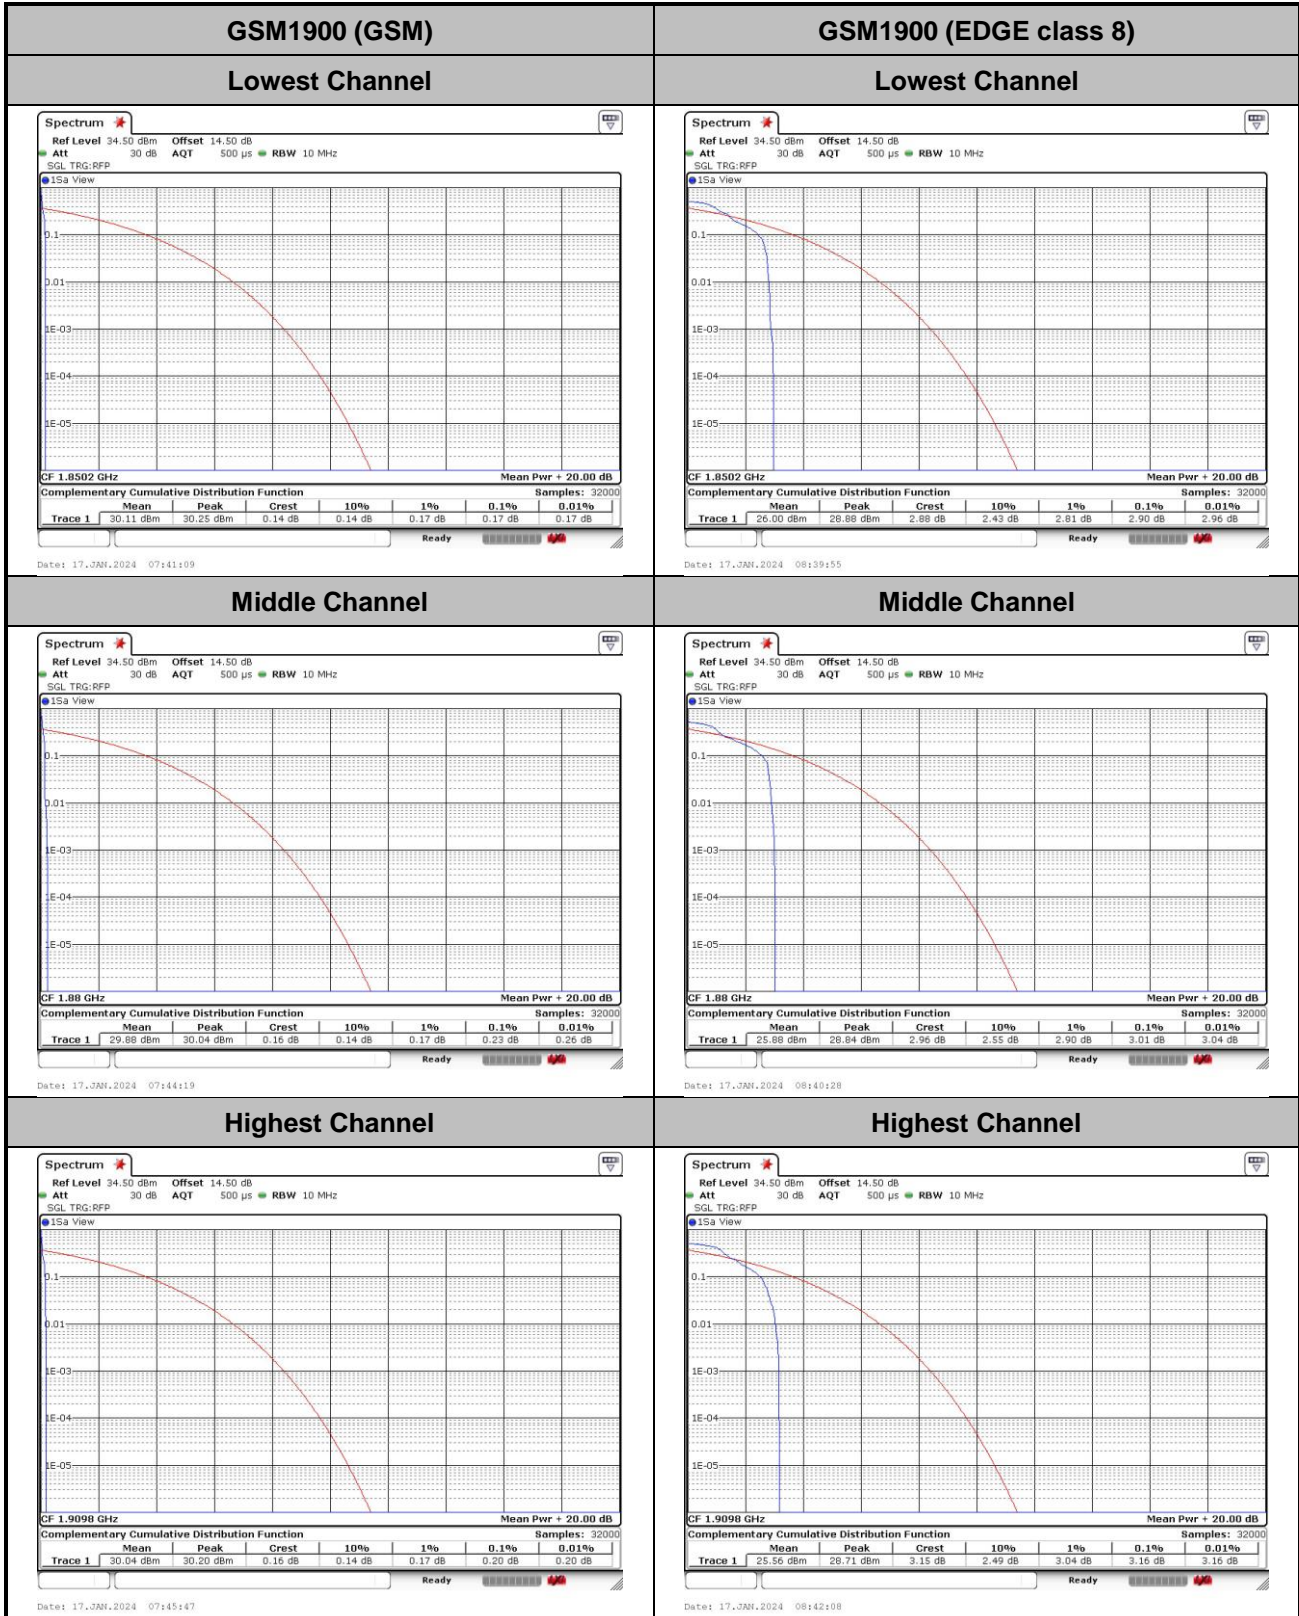 GSM1900 (GSM)
GSM1900 (EDGE class 8)
Lowest Channel
Lowest Channel
Spectrum
Ref Level 34.50 dBm Offset 14.50 dB
Att 30 dB AQT 500 µs RBW 10 MHz
SGL TRG:RFP
1Sa View
0.1
0.01
1E-03
1E-04
1E-05
CF 1.8502 GHz Mean Pwr + 20.00 dB
Complementary Cumulative Distribution Function Samples: 32000
Mean Peak Crest 10% 1% 0.1% 0.01%
Trace 1 30.11 dBm 30.25 dBm 0.14 dB 0.14 dB 0.17 dB 0.17 dB 0.17 dB
Ready
Date: 17.JAN.2024 07:41:09
Spectrum
Ref Level 34.50 dBm Offset 14.50 dB
Att 30 dB AQT 500 µs RBW 10 MHz
SGL TRG:RFP
1Sa View
0.1
0.01
1E-03
1E-04
1E-05
CF 1.8502 GHz Mean Pwr + 20.00 dB
Complementary Cumulative Distribution Function Samples: 32000
Mean Peak Crest 10% 1% 0.1% 0.01%
Trace 1 26.00 dBm 28.88 dBm 2.88 dB 2.43 dB 2.81 dB 2.90 dB 2.96 dB
Ready
Date: 17.JAN.2024 08:39:55
Middle Channel
Middle Channel
Spectrum
Ref Level 34.50 dBm Offset 14.50 dB
Att 30 dB AQT 500 µs RBW 10 MHz
SGL TRG:RFP
1Sa View
0.1
0.01
1E-03
1E-04
1E-05
CF 1.88 GHz Mean Pwr + 20.00 dB
Complementary Cumulative Distribution Function Samples: 32000
Mean Peak Crest 10% 1% 0.1% 0.01%
Trace 1 29.88 dBm 30.04 dBm 0.16 dB 0.14 dB 0.17 dB 0.23 dB 0.26 dB
Ready
Date: 17.JAN.2024 07:44:19
Spectrum
Ref Level 34.50 dBm Offset 14.50 dB
Att 30 dB AQT 500 µs RBW 10 MHz
SGL TRG:RFP
1Sa View
0.1
0.01
1E-03
1E-04
1E-05
CF 1.88 GHz Mean Pwr + 20.00 dB
Complementary Cumulative Distribution Function Samples: 32000
Mean Peak Crest 10% 1% 0.1% 0.01%
Trace 1 25.88 dBm 28.84 dBm 2.96 dB 2.55 dB 2.90 dB 3.01 dB 3.04 dB
Ready
Date: 17.JAN.2024 08:40:28
Highest Channel
Highest Channel
Spectrum
Ref Level 34.50 dBm Offset 14.50 dB
Att 30 dB AQT 500 µs RBW 10 MHz
SGL TRG:RFP
1Sa View
0.1
0.01
1E-03
1E-04
1E-05
CF 1.9098 GHz Mean Pwr + 20.00 dB
Complementary Cumulative Distribution Function Samples: 32000
Mean Peak Crest 10% 1% 0.1% 0.01%
Trace 1 30.04 dBm 30.20 dBm 0.16 dB 0.14 dB 0.17 dB 0.20 dB 0.20 dB
Ready
Date: 17.JAN.2024 07:45:47
Spectrum
Ref Level 34.50 dBm Offset 14.50 dB
Att 30 dB AQT 500 µs RBW 10 MHz
SGL TRG:RFP
1Sa View
0.1
0.01
1E-03
1E-04
1E-05
CF 1.9098 GHz Mean Pwr + 20.00 dB
Complementary Cumulative Distribution Function Samples: 32000
Mean Peak Crest 10% 1% 0.1% 0.01%
Trace 1 25.56 dBm 28.71 dBm 3.15 dB 2.49 dB 3.04 dB 3.16 dB 3.16 dB
Ready
Date: 17.JAN.2024 08:42:08